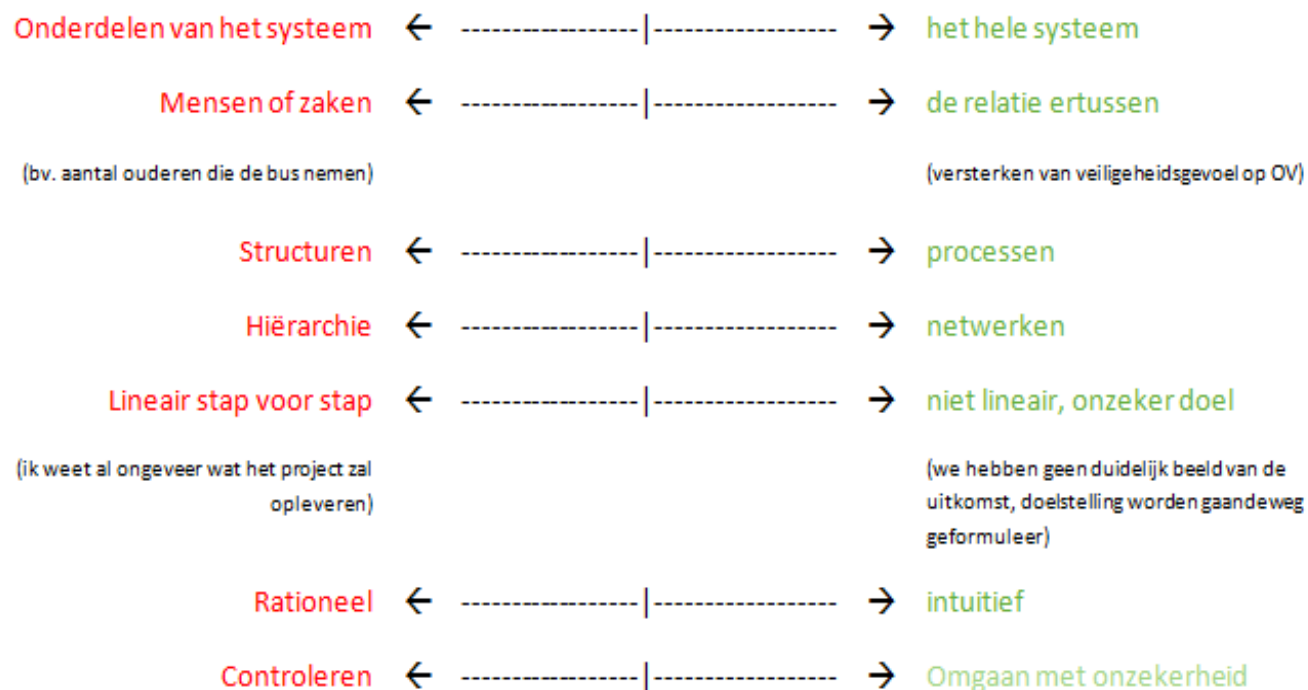 Onderdelen van het systeem ← ------------------|------------------ → het hele systeem
Mensen of zaken ← ------------------|------------------ → de relatie ertussen
(bv. aantal ouderen die de bus nemen) (versterken van veiligeheidsgevoel op OV)
Structuren ← ------------------|------------------ → processen
Hiërarchie ← ------------------|------------------ → netwerken
Lineair stap voor stap ← ------------------|------------------ → niet lineair, onzeker doel
(ik weet al ongeveer wat het project zal
opleveren)
(we hebben geen duidelijk beeld van de
uitkomst, doelstelling worden gaandeweg
geformuleer)
Rationeel ← ------------------|------------------ → intuitief
Controleren ← ------------------|------------------ → Omgaan met onzekerheid